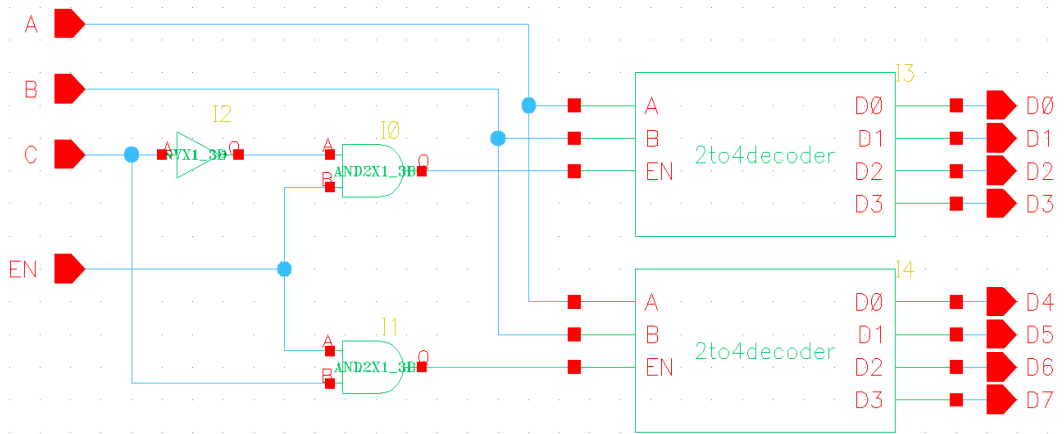 A
I3
A
D0
D0
B
I2
I0
B
D1
D1
C
A
INVX1_3B
Q
A
AND2X1_3B
Q
B
2to4decoder
EN
D2
D2
D3
D3
EN
I4
A
D0
D4
I1
B
D1
D5
A
AND2X1_3B
Q
B
2to4decoder
EN
D2
D6
D3
D7